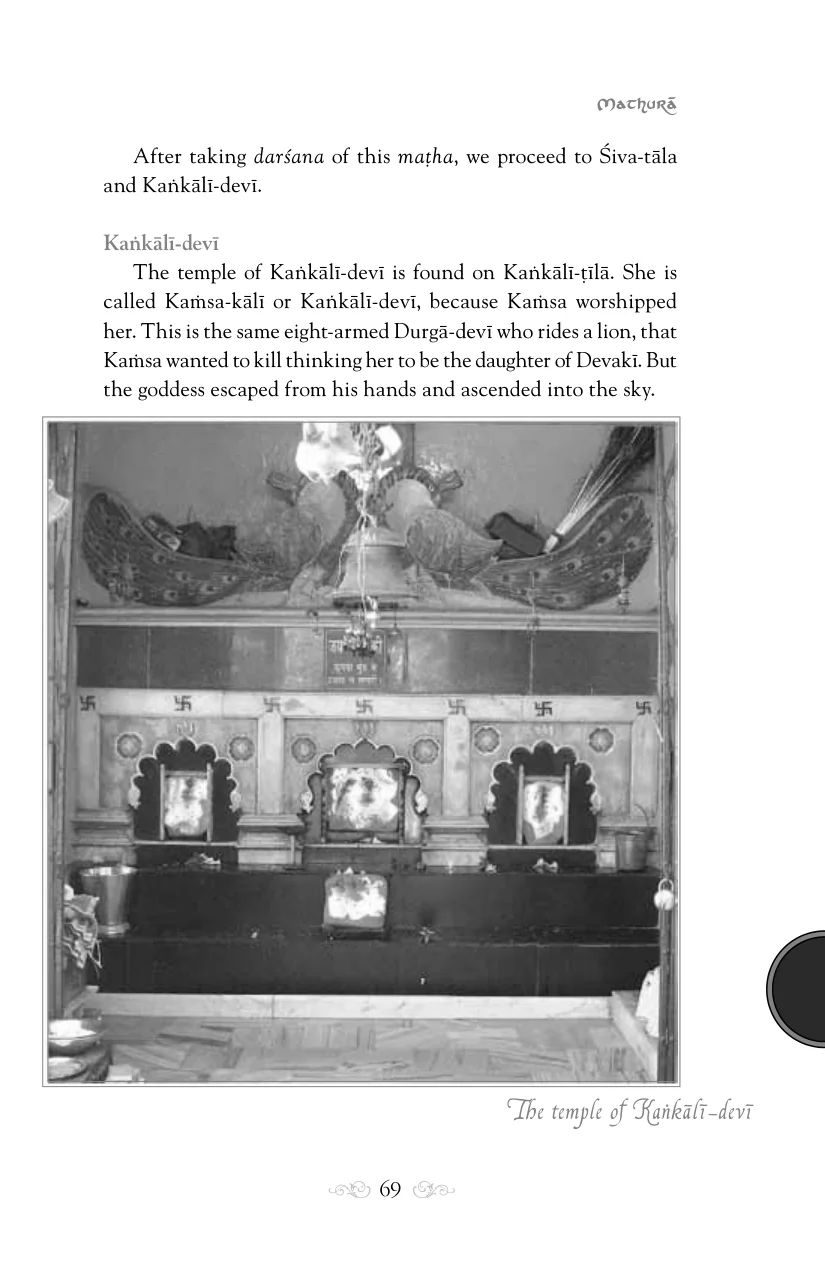 Mathurā
After taking darśana of this maṭha, we proceed to Śiva-tāla
and Kaṅkālī-devī.
Kaṅkālī-devī
The temple of Kaṅkālī-devī is found on Kaṅkālī-ṭīlā. She is
called Kaṁsa-kālī or Kaṅkālī-devī, because Kaṁsa worshipped
her. This is the same eight-armed Durgā-devī who rides a lion, that
Kaṁsa wanted to kill thinking her to be the daughter of Devakī. But
the goddess escaped from his hands and ascended into the sky.
The temple of Kaṅkālī-devī
69